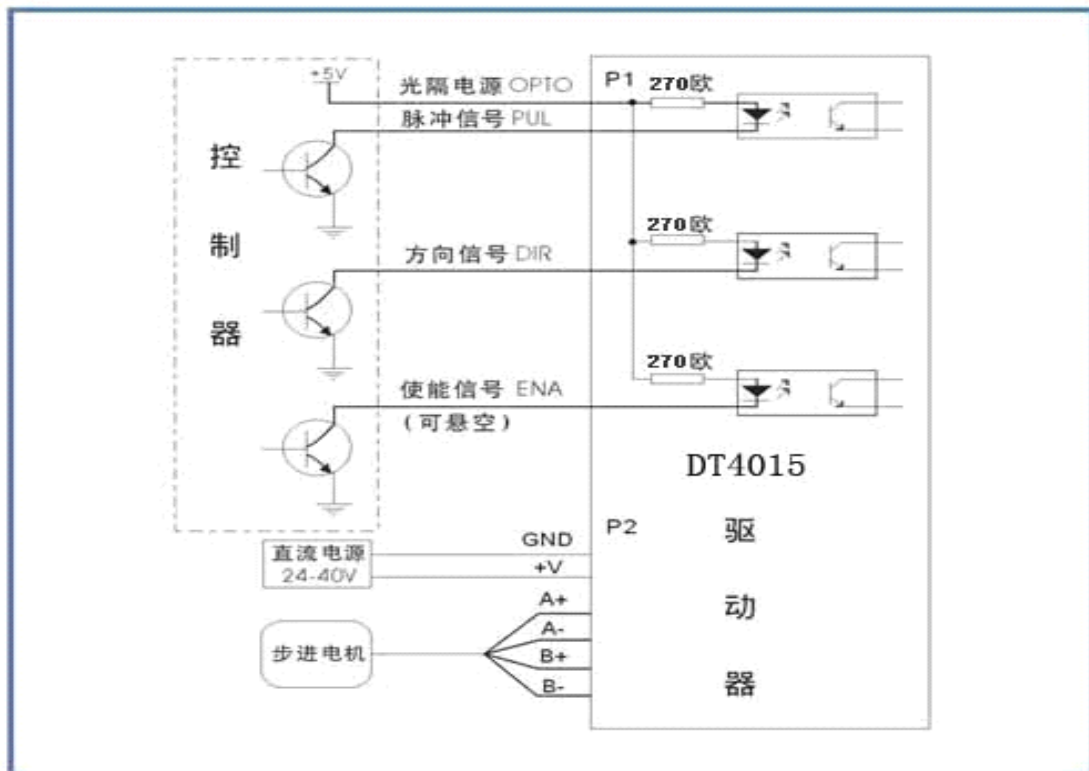 +5V
光隔电源 OPTO
P1
270欧
脉冲信号 PUL
控制器
270欧
方向信号 DIR
270欧
使能信号 ENA
(可悬空)
DT4015
驱动器
P2
GND
直流电源
24-40V
+V
A+
A-
步进电机
B+
B-